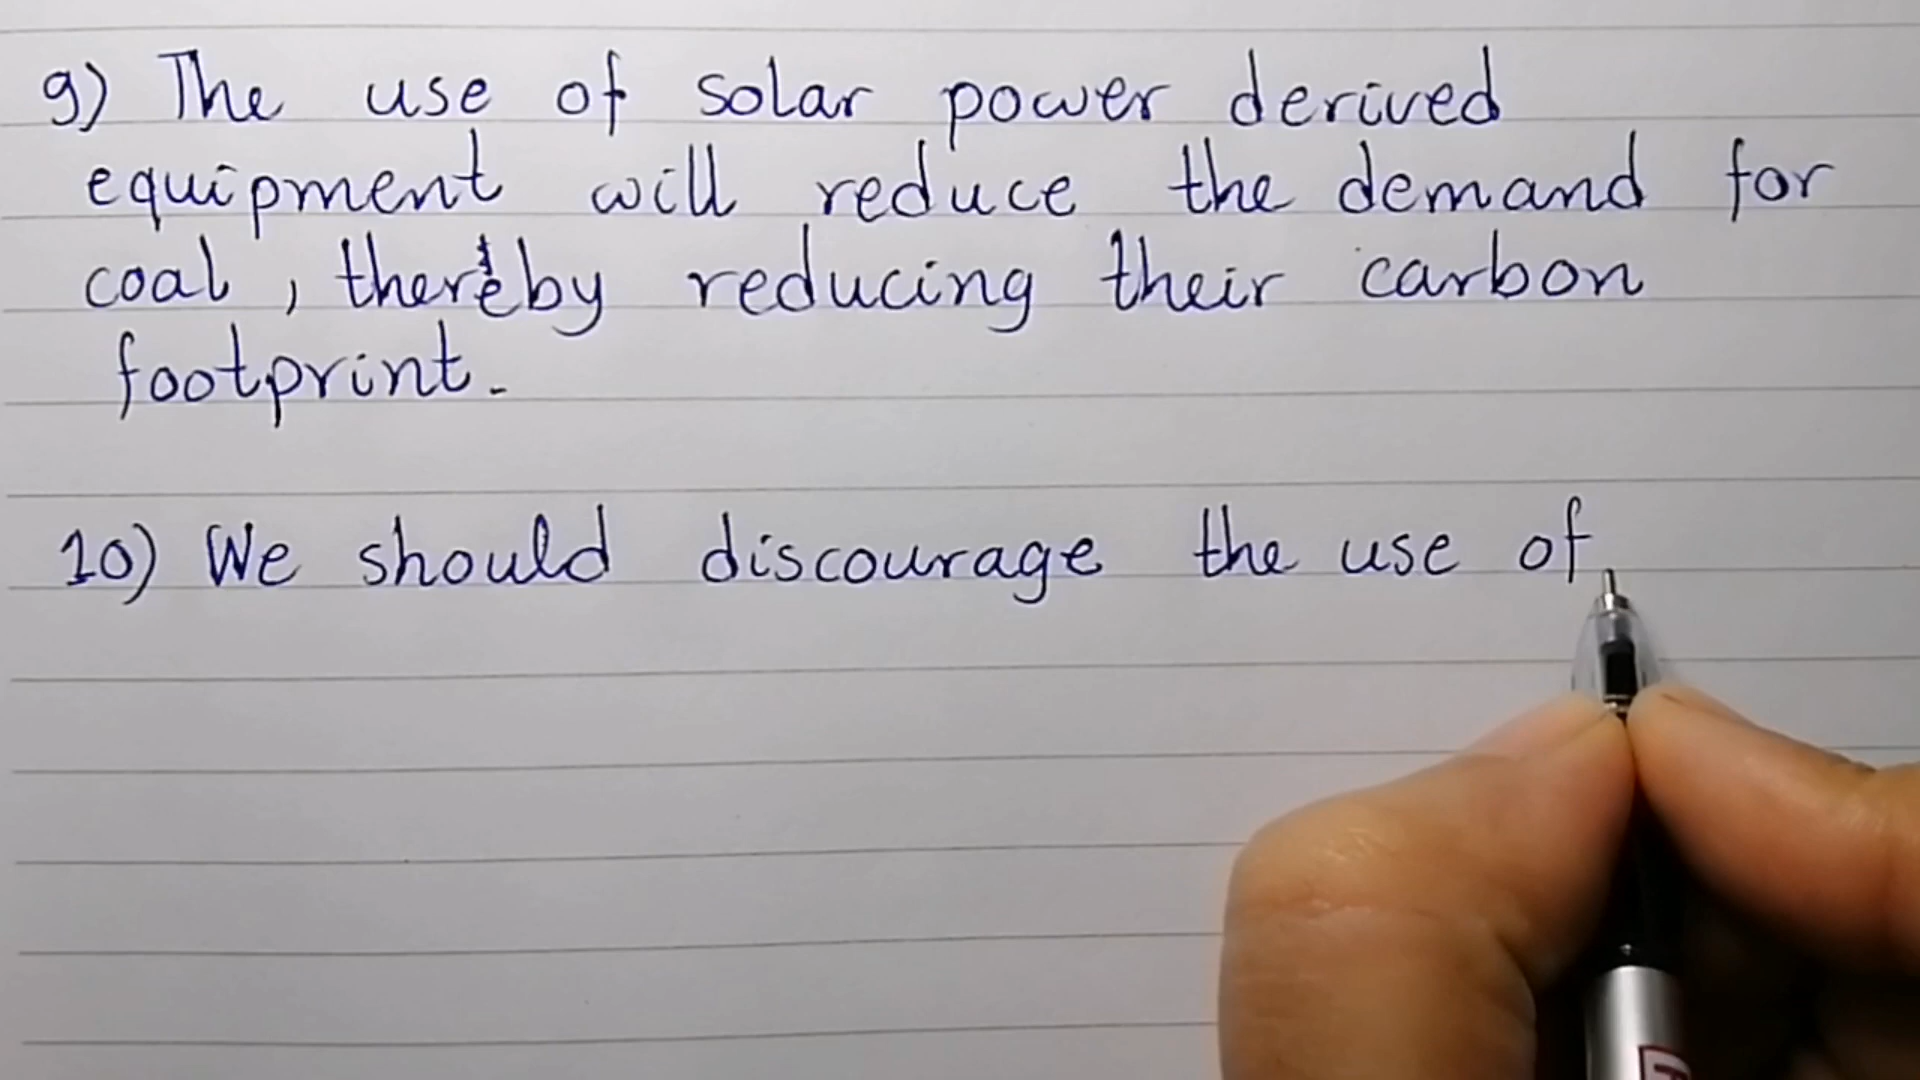 9) The use of solar power derived
equipment will reduce the demand for
coal, thereby reducing their carbon
footprint.
10) We should discourage the use of